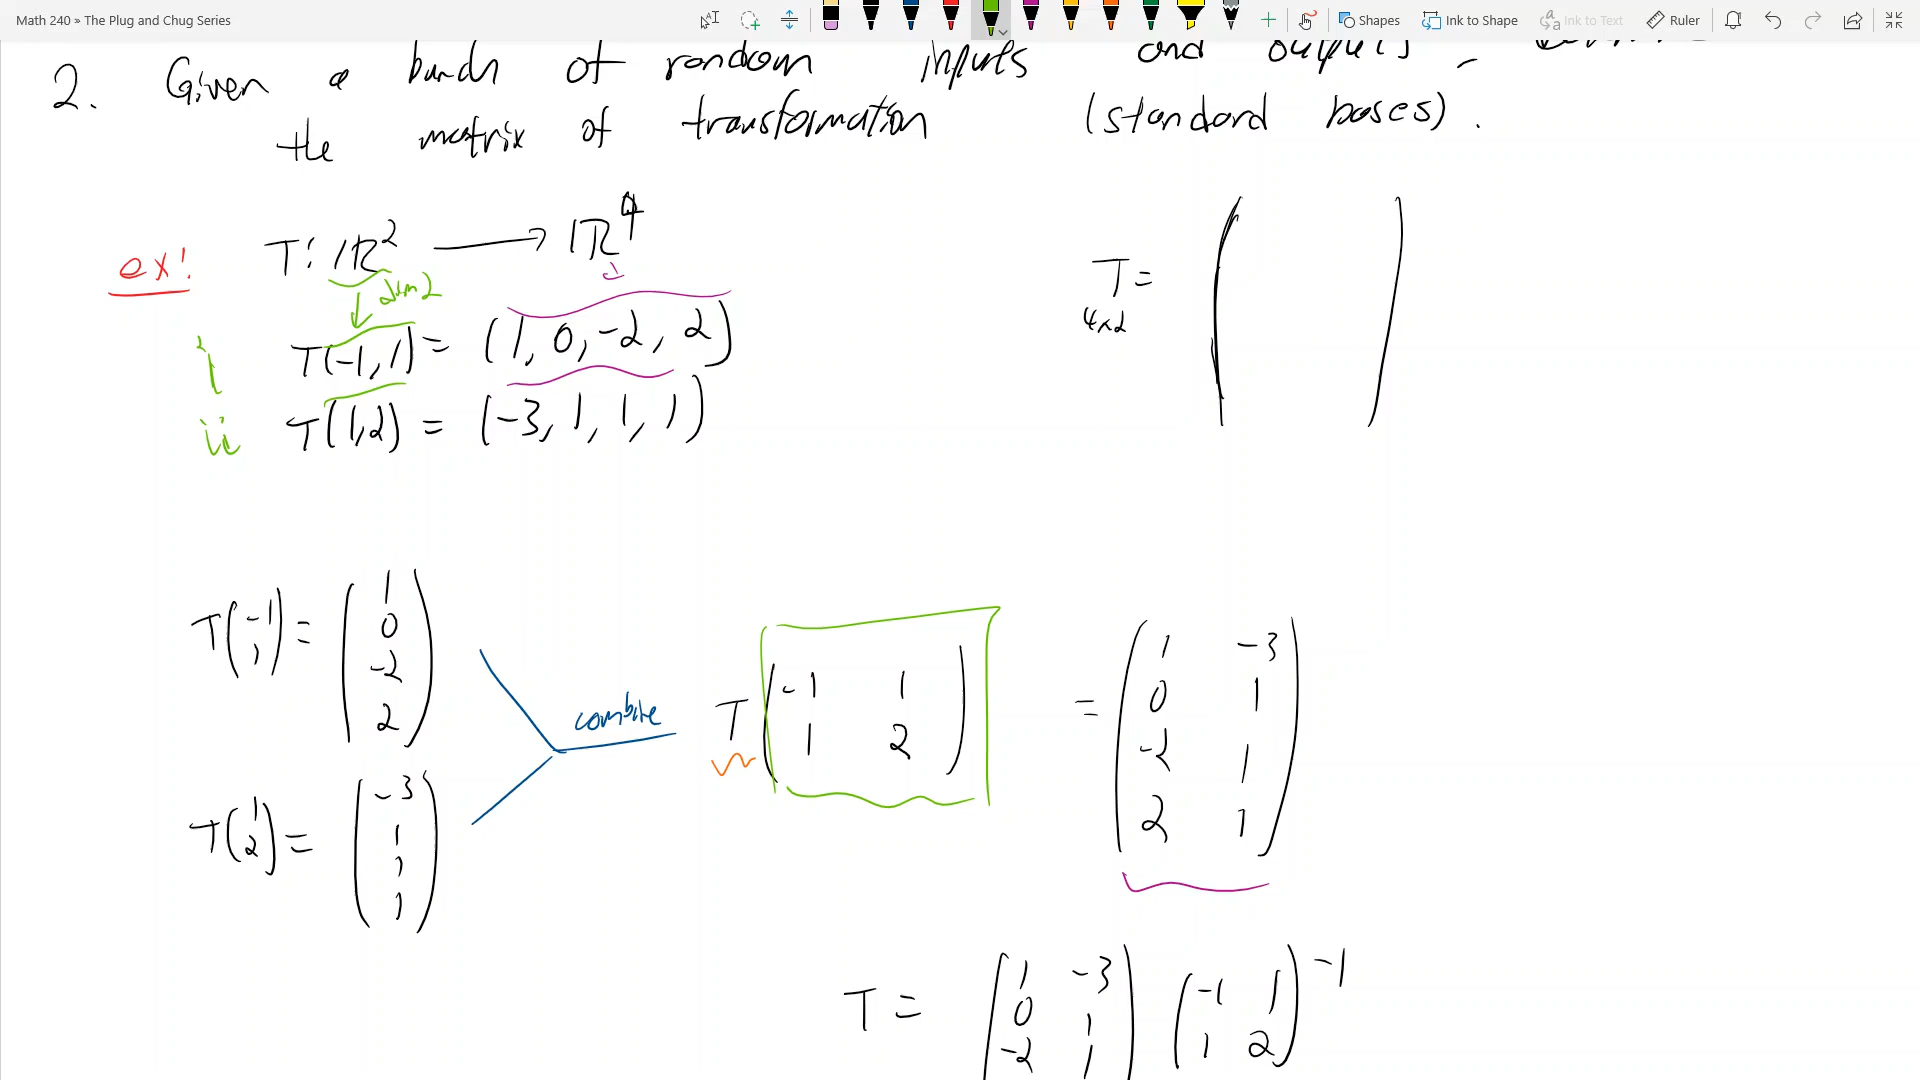 Math 240 » The Plug and Chug Series
Shapes Ink to Shape Ink to Text Ruler
2. Given a bunch of random inputs and outputs,
the matrix of transformation (standard bases).
ex! T: ℝ² → ℝ⁴
dim 2
i T(-1, 1) = (1, 0, -2, 2)
ii T(1, 2) = (-3, 1, 1, 1)
T =
4x2
T(-1
1) = (1
0
-2
2)
T(1
2) = (-3
1
1
1)
combine
T(-1 1
1 2) = (1 -3
0 1
-2 1
2 1)
T = (1 -3
0 1
-2 1 (-1 1
1 2)⁻¹